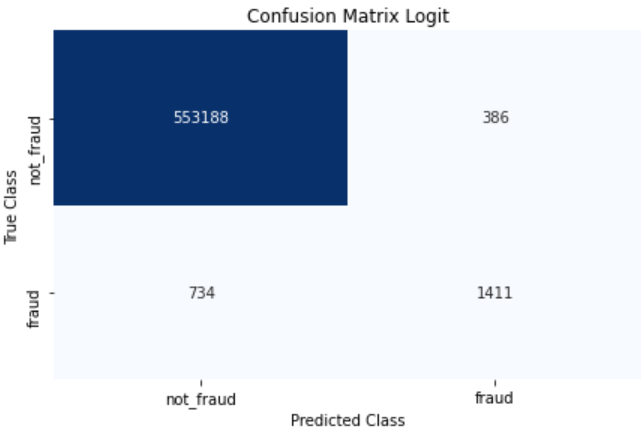 Confusion Matrix Logit
True Class
not_fraud
553188
386
fraud
734
1411
not_fraud
fraud
Predicted Class